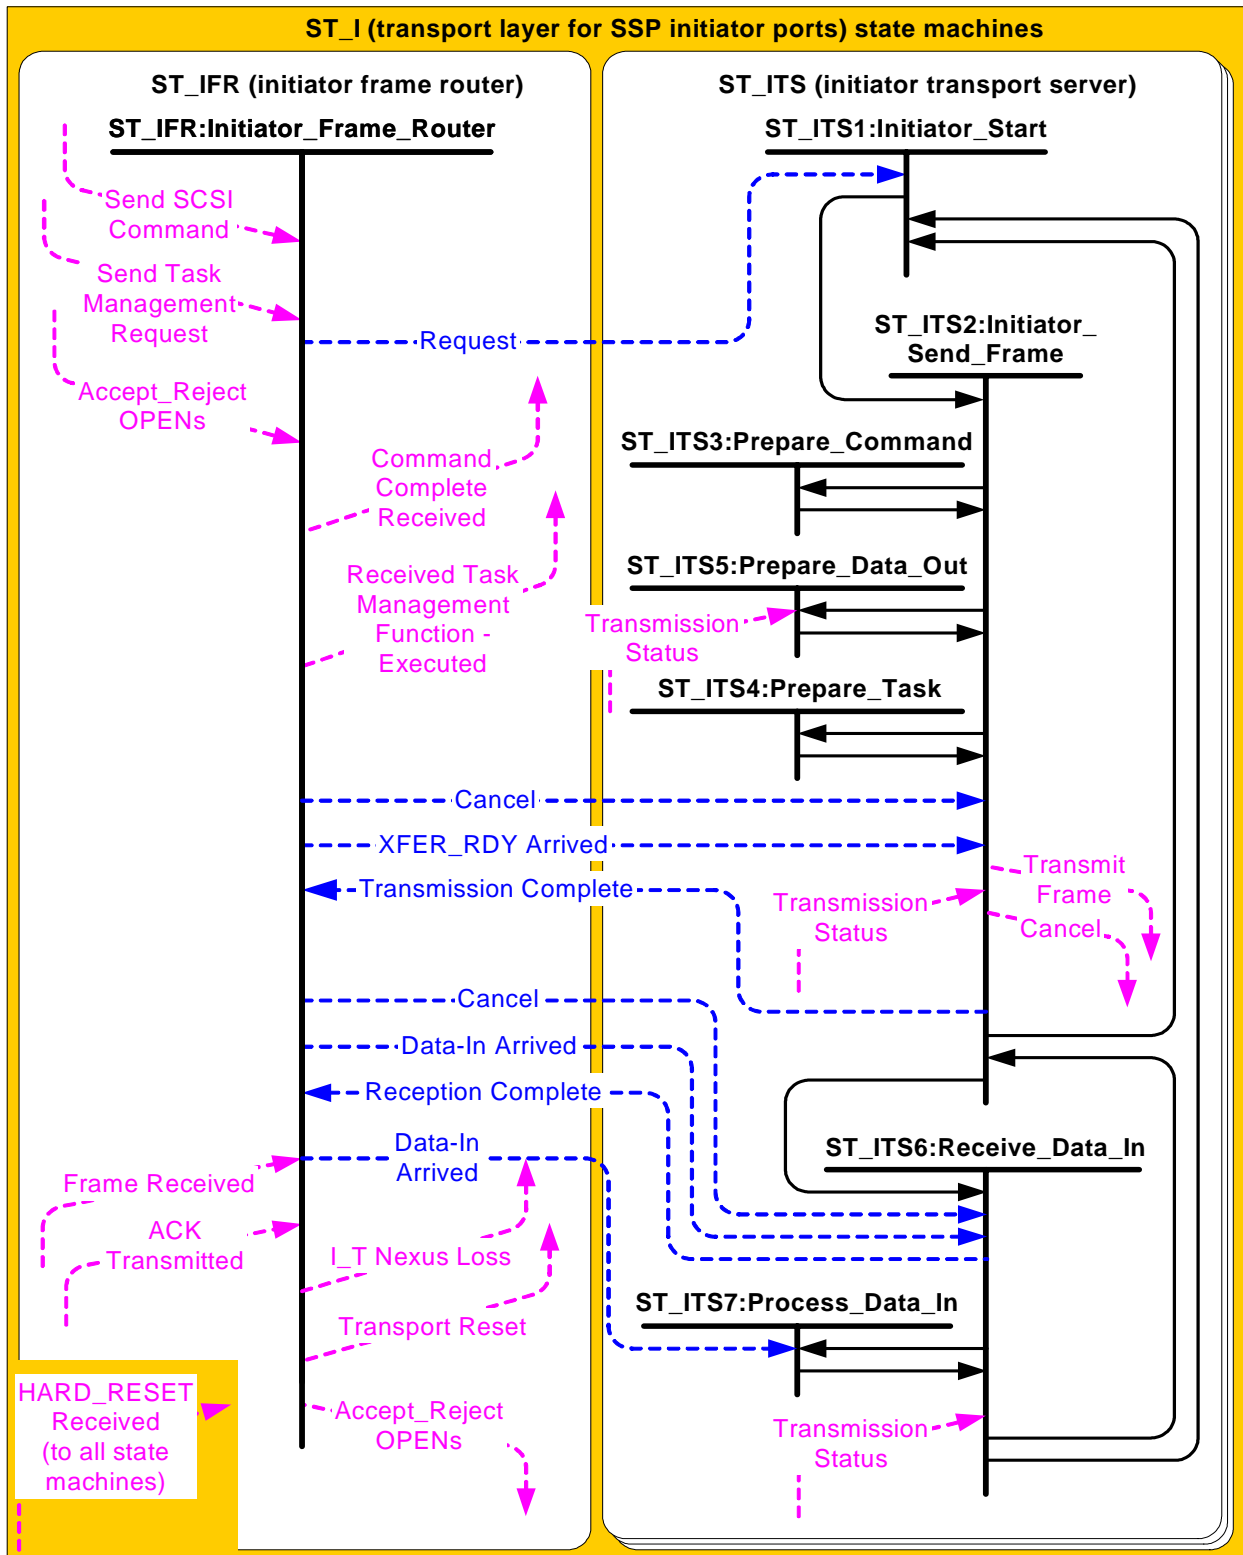 ST_I (transport layer for SSP initiator ports) state machines
ST_IFR (initiator frame router)
ST_IFR:Initiator_Frame_Router
Send SCSI
Command
Send Task
Management
Request
Accept_Reject
OPENs
Request
Command
Complete
Received
Received Task
Management
Function -
Executed
Cancel
XFER_RDY Arrived
Transmission Complete
Cancel
Data-In Arrived
Reception Complete
Data-In
Arrived
Frame Received
ACK
Transmitted
I_T Nexus Loss
Transport Reset
HARD_RESET
Received
(to all state
machines)
Accept_Reject
OPENs
ST_ITS (initiator transport server)
ST_ITS1:Initiator_Start
ST_ITS2:Initiator_
Send_Frame
ST_ITS3:Prepare_Command
ST_ITS5:Prepare_Data_Out
Transmission
Status
ST_ITS4:Prepare_Task
Transmit
Frame
Transmission
Status
Cancel
ST_ITS6:Receive_Data_In
ST_ITS7:Process_Data_In
Transmission
Status